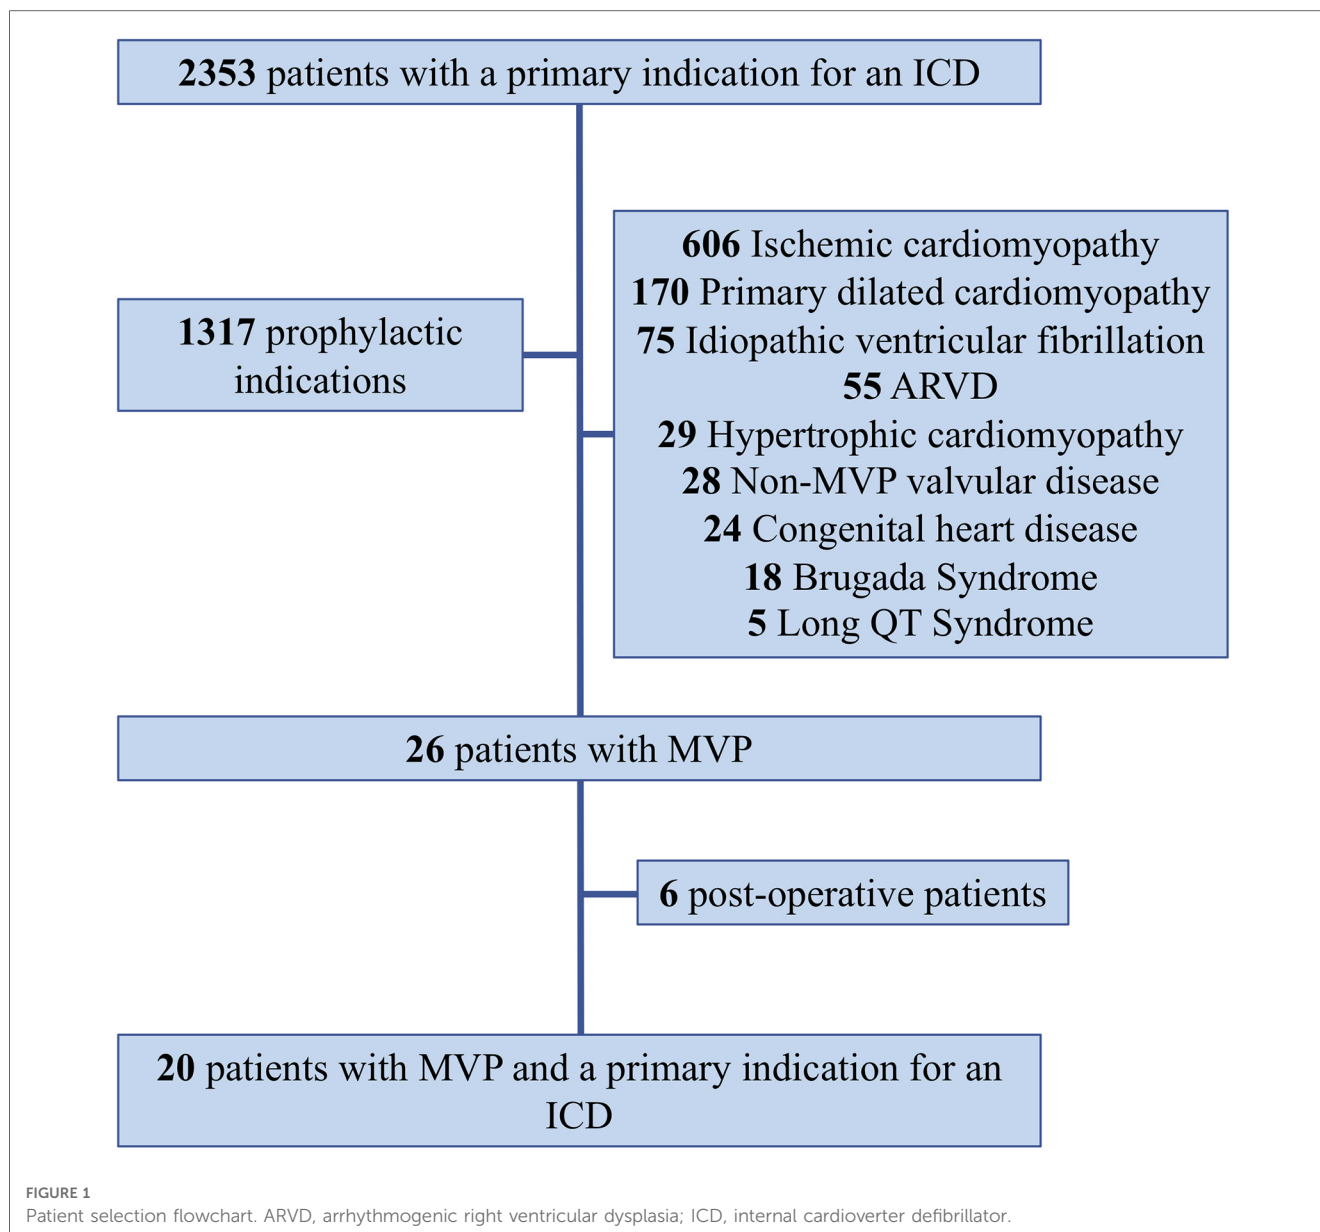 2353 patients with a primary indication for an ICD
1317 prophylactic
indications
606 Ischemic cardiomyopathy
170 Primary dilated cardiomyopathy
75 Idiopathic ventricular fibrillation
55 ARVD
29 Hypertrophic cardiomyopathy
28 Non-MVP valvular disease
24 Congenital heart disease
18 Brugada Syndrome
5 Long QT Syndrome
26 patients with MVP
6 post-operative patients
20 patients with MVP and a primary indication for an
ICD
FIGURE 1
Patient selection flowchart. ARVD, arrhythmogenic right ventricular dysplasia; ICD, internal cardioverter defibrillator.